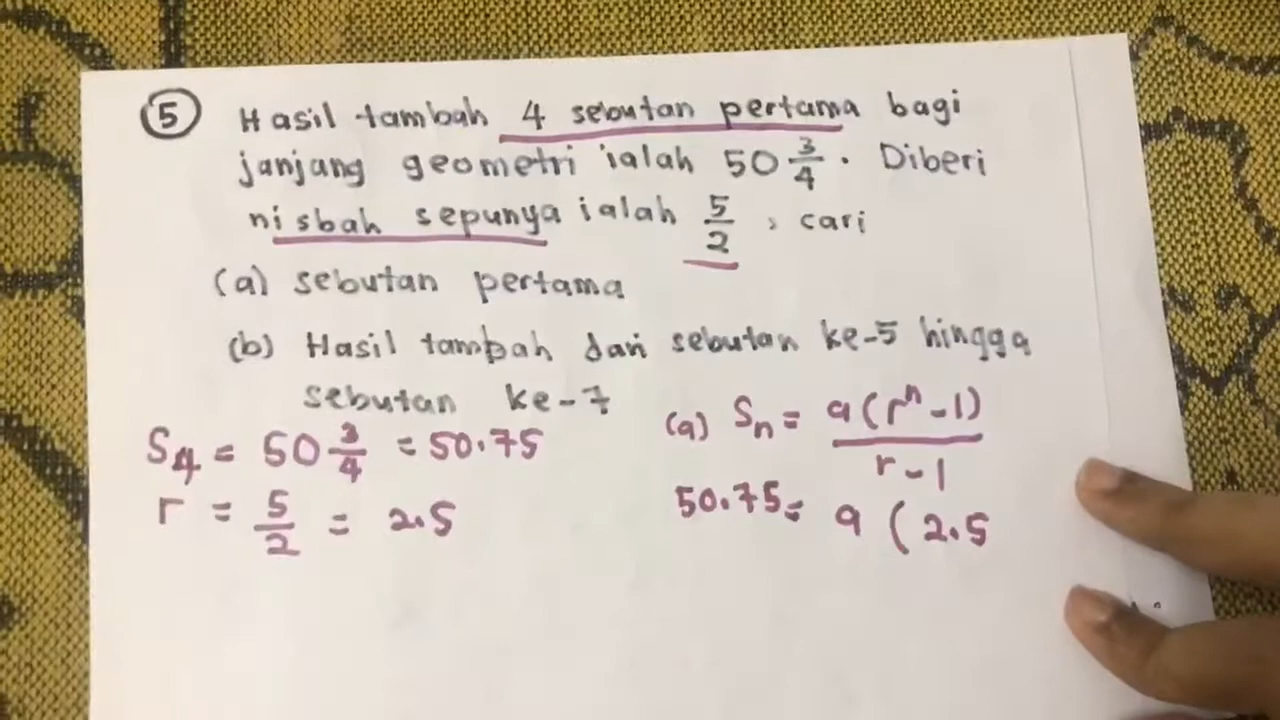 5 Hasil tambah 4 sebutan pertama bagi
janjang geometri ialah 50 3/4. Diberi
nisbah sepunya ialah 5/2, cari
(a) sebutan pertama
(b) Hasil tambah dari sebutan ke-5 hingga
sebutan ke-7
S₄ = 50 3/4 = 50.75
r = 5/2 = 2.5
(a) Sₙ = a(rⁿ-1) / r-1
50.75 = a (2.5